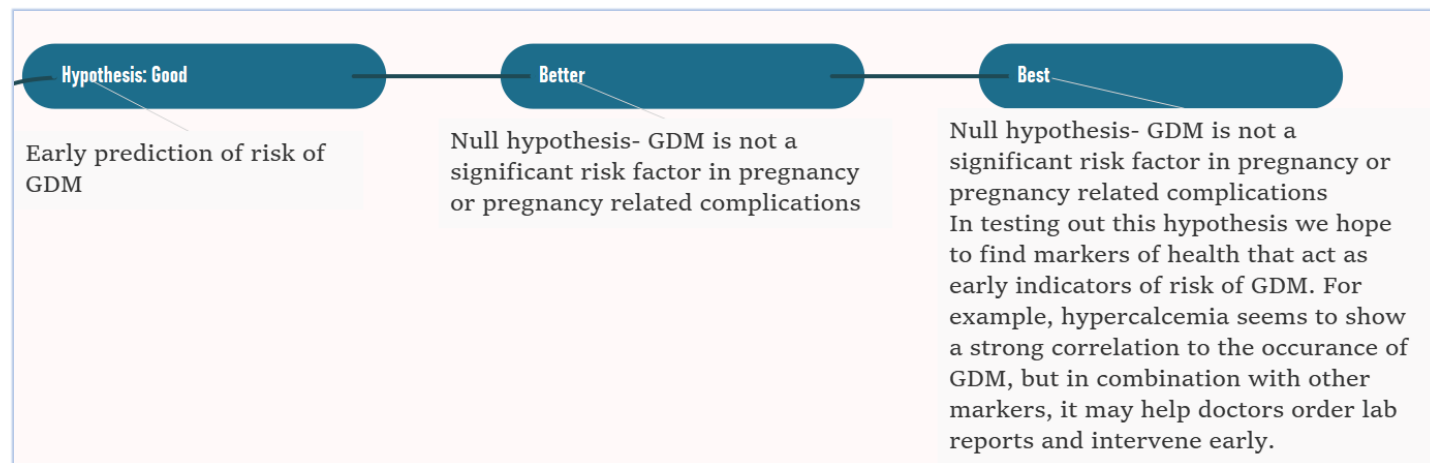 Hypothesis: Good
Early prediction of risk of
GDM
Better
Null hypothesis- GDM is not a
significant risk factor in pregnancy
or pregnancy related complications
Best
Null hypothesis- GDM is not a
significant risk factor in pregnancy or
pregnancy related complications
In testing out this hypothesis we hope
to find markers of health that act as
early indicators of risk of GDM. For
example, hypercalcemia seems to show
a strong correlation to the occurance of
GDM, but in combination with other
markers, it may help doctors order lab
reports and intervene early.